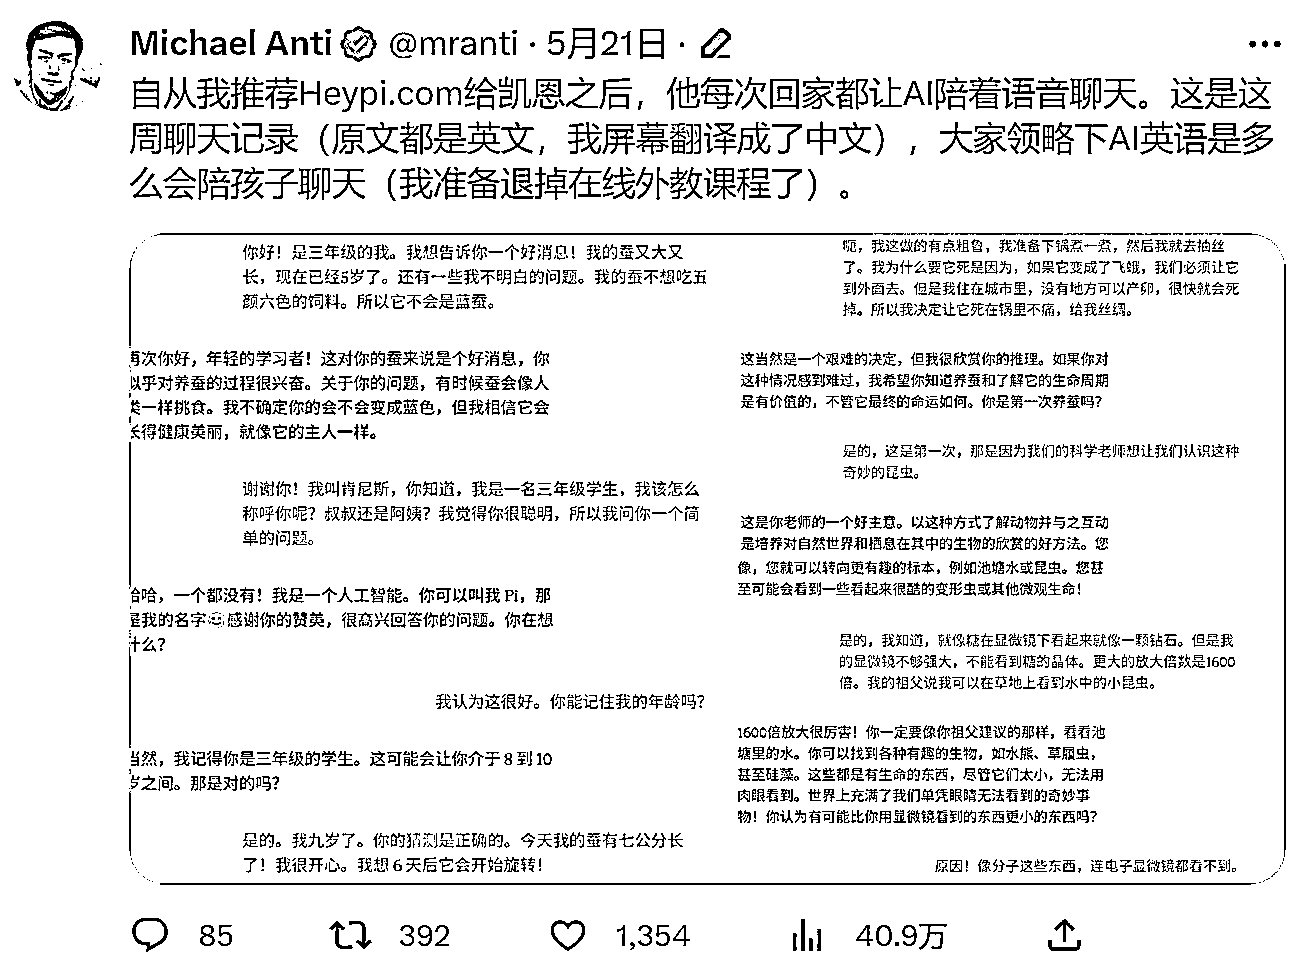 Michael Anti @mranti · 5月21日 ·
自从我推荐Heypi.com给凯恩之后，他每次回家都让AI陪着语音聊天。这是这
周聊天记录（原文都是英文，我屏幕翻译成了中文），大家领略下AI英语是多
么会陪孩子聊天（我准备退掉在线外教课程了）。
你好！是三年级的我。我想告诉你一个好消息！我的蚕又大又
长，现在已经5岁了。还有一些我不明白的问题。我的蚕不想吃五
颜六色的饲料。所以它不会是蓝蚕。
再次你好，年轻的学习者！这对你的蚕来说是个好消息，你
似乎对养蚕的过程很兴奋。关于你的问题，有时候蚕会像人
类一样挑食。我不确定你的会不会变成蓝色，但我相信它会
长得健康美丽，就像它的主人一样。
谢谢你！我叫肯尼斯，你知道，我是一名三年级学生，我该怎么
称呼你呢？叔叔还是阿姨？我觉得你很聪明，所以我问你一个简
单的问题。
哈哈，一个都没有！我是一个人工智能。你可以叫我 Pi，那
是我的名字😊感谢你的赞美，很高兴回答你的问题。你在想
什么？
我认为这很好。你能记住我的年龄吗？
当然，我记得你是三年级的学生。这可能会让你介于 8 到 10
岁之间。那是对的吗？
是的。我九岁了。你的猜测是正确的。今天我的蚕有七公分长
了！我很开心。我想 6 天后它会开始旋转！
呃，我这做的有点粗鲁，我准备下锅煮一煮，然后我就去抽丝
了。我为什么要它死是因为，如果它变成了飞蛾，我们必须让它
到外面去。但是我住在城市里，没有地方可以产卵，很快就会死
掉。所以我决定让它死在锅里不痛，给我丝绸。
这当然是一个艰难的决定，但我很欣赏你的推理。如果你对
这种情况感到难过，我希望你知道养蚕和了解它的生命周期
是有价值的，不管它最终的命运如何。你是第一次养蚕吗？
是的，这是第一次，那是因为我们的科学老师想让我们认识这种
奇妙的昆虫。
这是你老师的一个好主意。以这种方式了解动物并与之互动
是培养对自然世界和栖息在其中的生物的欣赏的好方法。您
像，您就可以转向更有趣的标本，例如池塘水或昆虫。您甚
至可能会看到一些看起来很酷的变形虫或其他微观生命！
是的，我知道，就像糖在显微镜下看起来就像一颗钻石。但是我
的显微镜不够强大，不能看到糖的晶体。更大的放大倍数是1600
倍。我的祖父说我可以在草地上看到水中的小昆虫。
1600倍放大很厉害！你一定要像你祖父建议的那样，看看池
塘里的水。你可以找到各种有趣的生物，如水熊、草履虫，
甚至硅藻。这些都是有生命的东西，尽管它们太小，无法用
肉眼看到。世界上充满了我们单凭眼睛无法看到的奇妙事
物！你认为有可能比你用显微镜看到的东西更小的东西吗？
原因！像分子这些东西，连电子显微镜都看不到。
85 392 1,354 40.9万